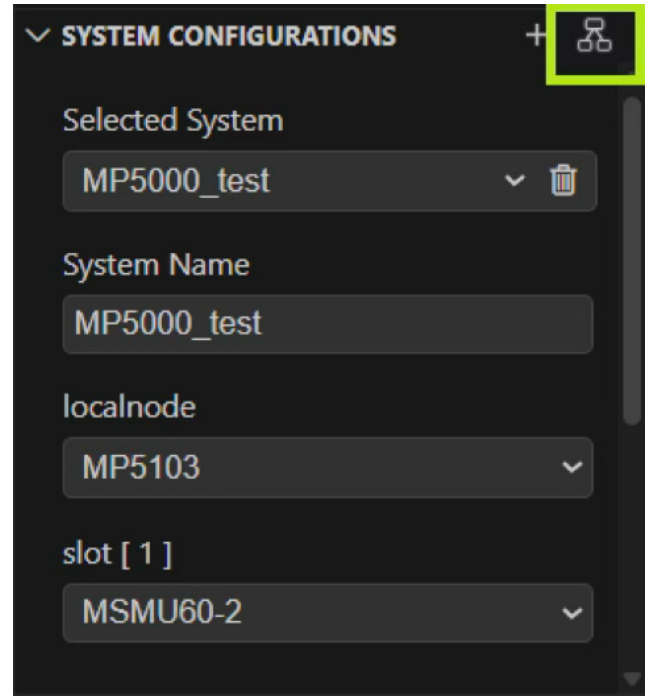 SYSTEM CONFIGURATIONS
Selected System
MP5000_test
System Name
MP5000_test
localnode
MP5103
slot [ 1 ]
MSMU60-2